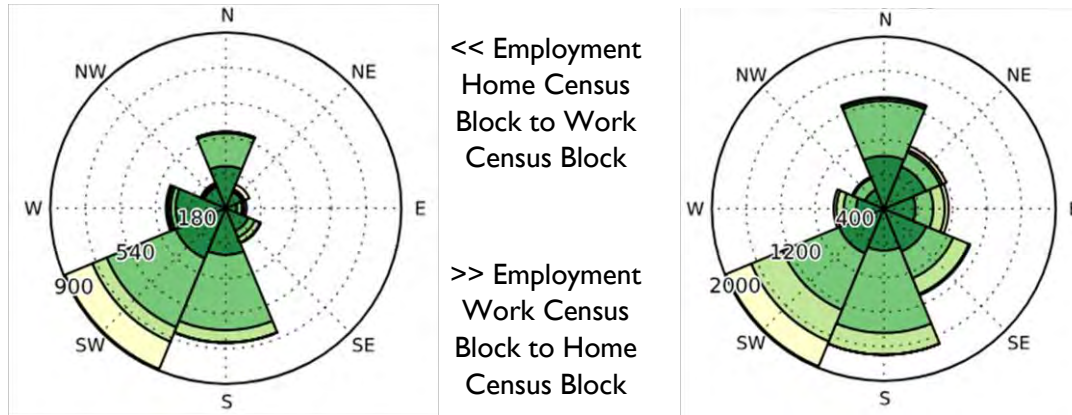 N
NW
NE
W
E
180
540
900
SW
SE
S
<< Employment
Home Census
Block to Work
Census Block
>> Employment
Work Census
Block to Home
Census Block
N
NW
NE
W
E
400
1200
2000
SW
SE
S